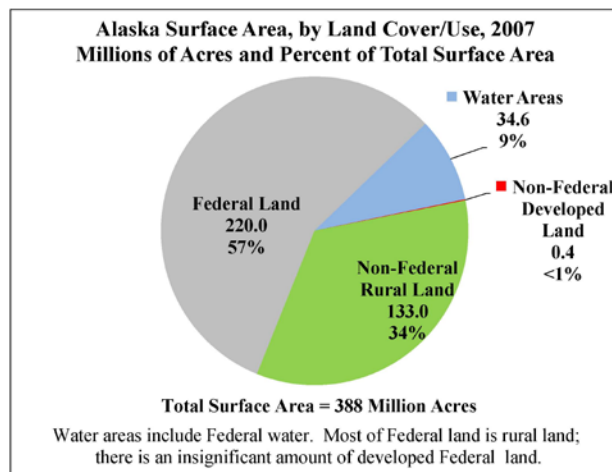 Alaska Surface Area, by Land Cover/Use, 2007
Millions of Acres and Percent of Total Surface Area
Water Areas
34.6
9%
Non-Federal
Developed
Land
0.4
<1%
Federal Land
220.0
57%
Non-Federal
Rural Land
133.0
34%
Total Surface Area = 388 Million Acres
Water areas include Federal water. Most of Federal land is rural land;
there is an insignificant amount of developed Federal land.